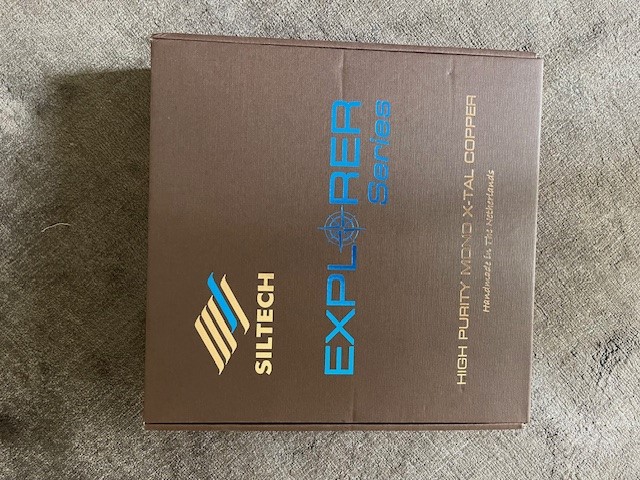 SILTECH
EXPLORER
Series
HIGH PURITY MONO X-TAL COPPER
Handmade In The Netherlands